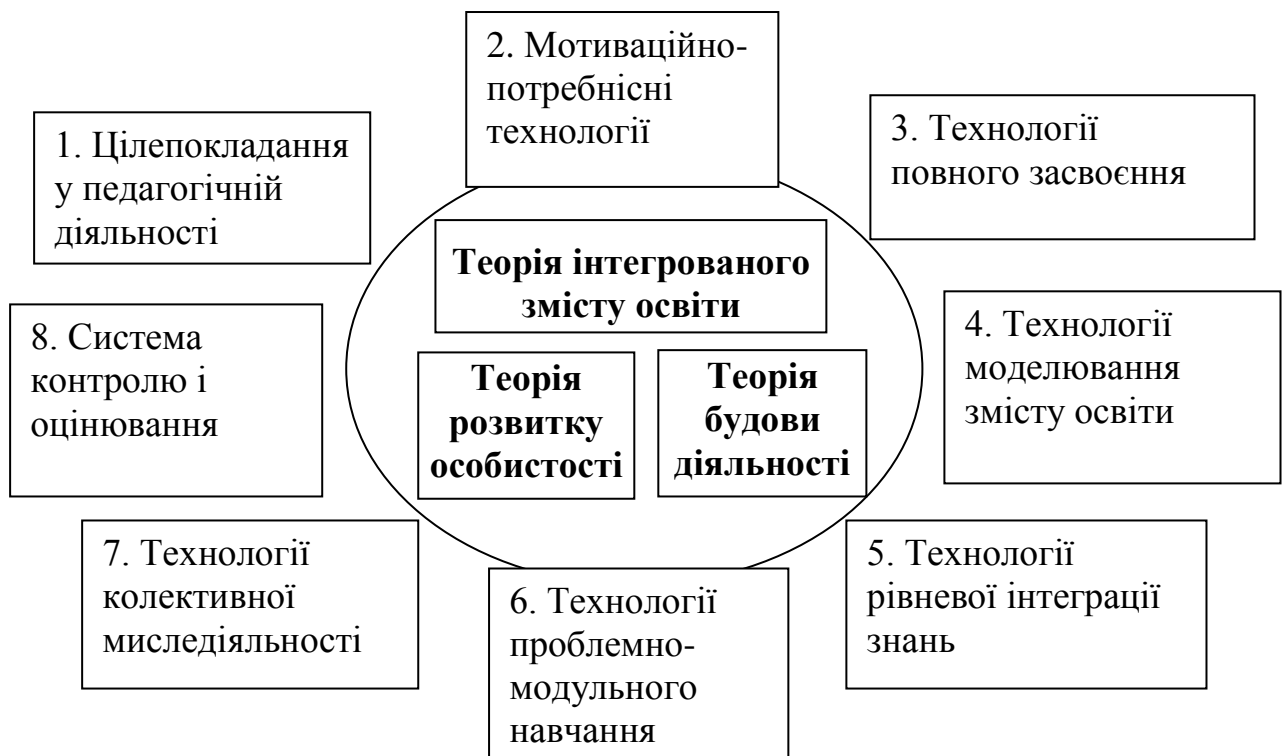 1. Цілепокладання
у педагогічній
діяльності
2. Мотиваційно-
потребнісні
технології
3. Технології
повного засвоєння
Теорія інтегрованого
змісту освіти
8. Система
контролю і
оцінювання
Теорія
розвитку
особистості
Теорія
будови
діяльності
4. Технології
моделювання
змісту освіти
7. Технології
колективної
миследіяльності
6. Технології
проблемно-
модульного
навчання
5. Технології
рівневої інтеграції
знань